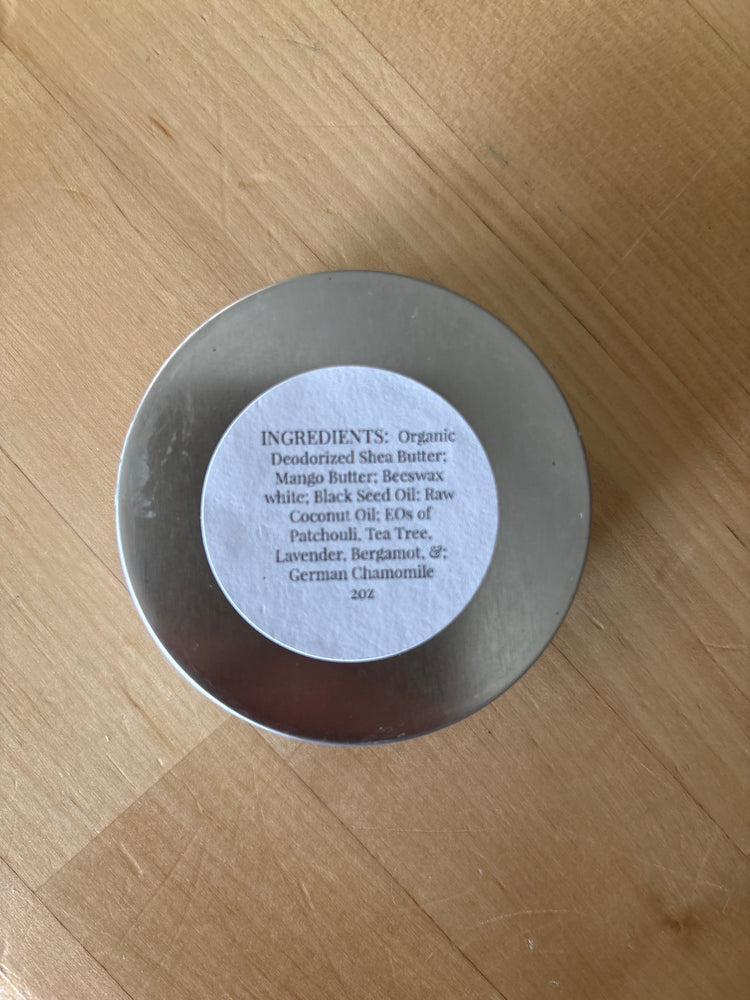 INGREDIENTS: Organic
Deodorized Shea Butter;
Mango Butter; Beeswax
white; Black Seed Oil; Raw
Coconut Oil; EOs of
Patchouli, Tea Tree,
Lavender, Bergamot, &;
German Chamomile
2oz